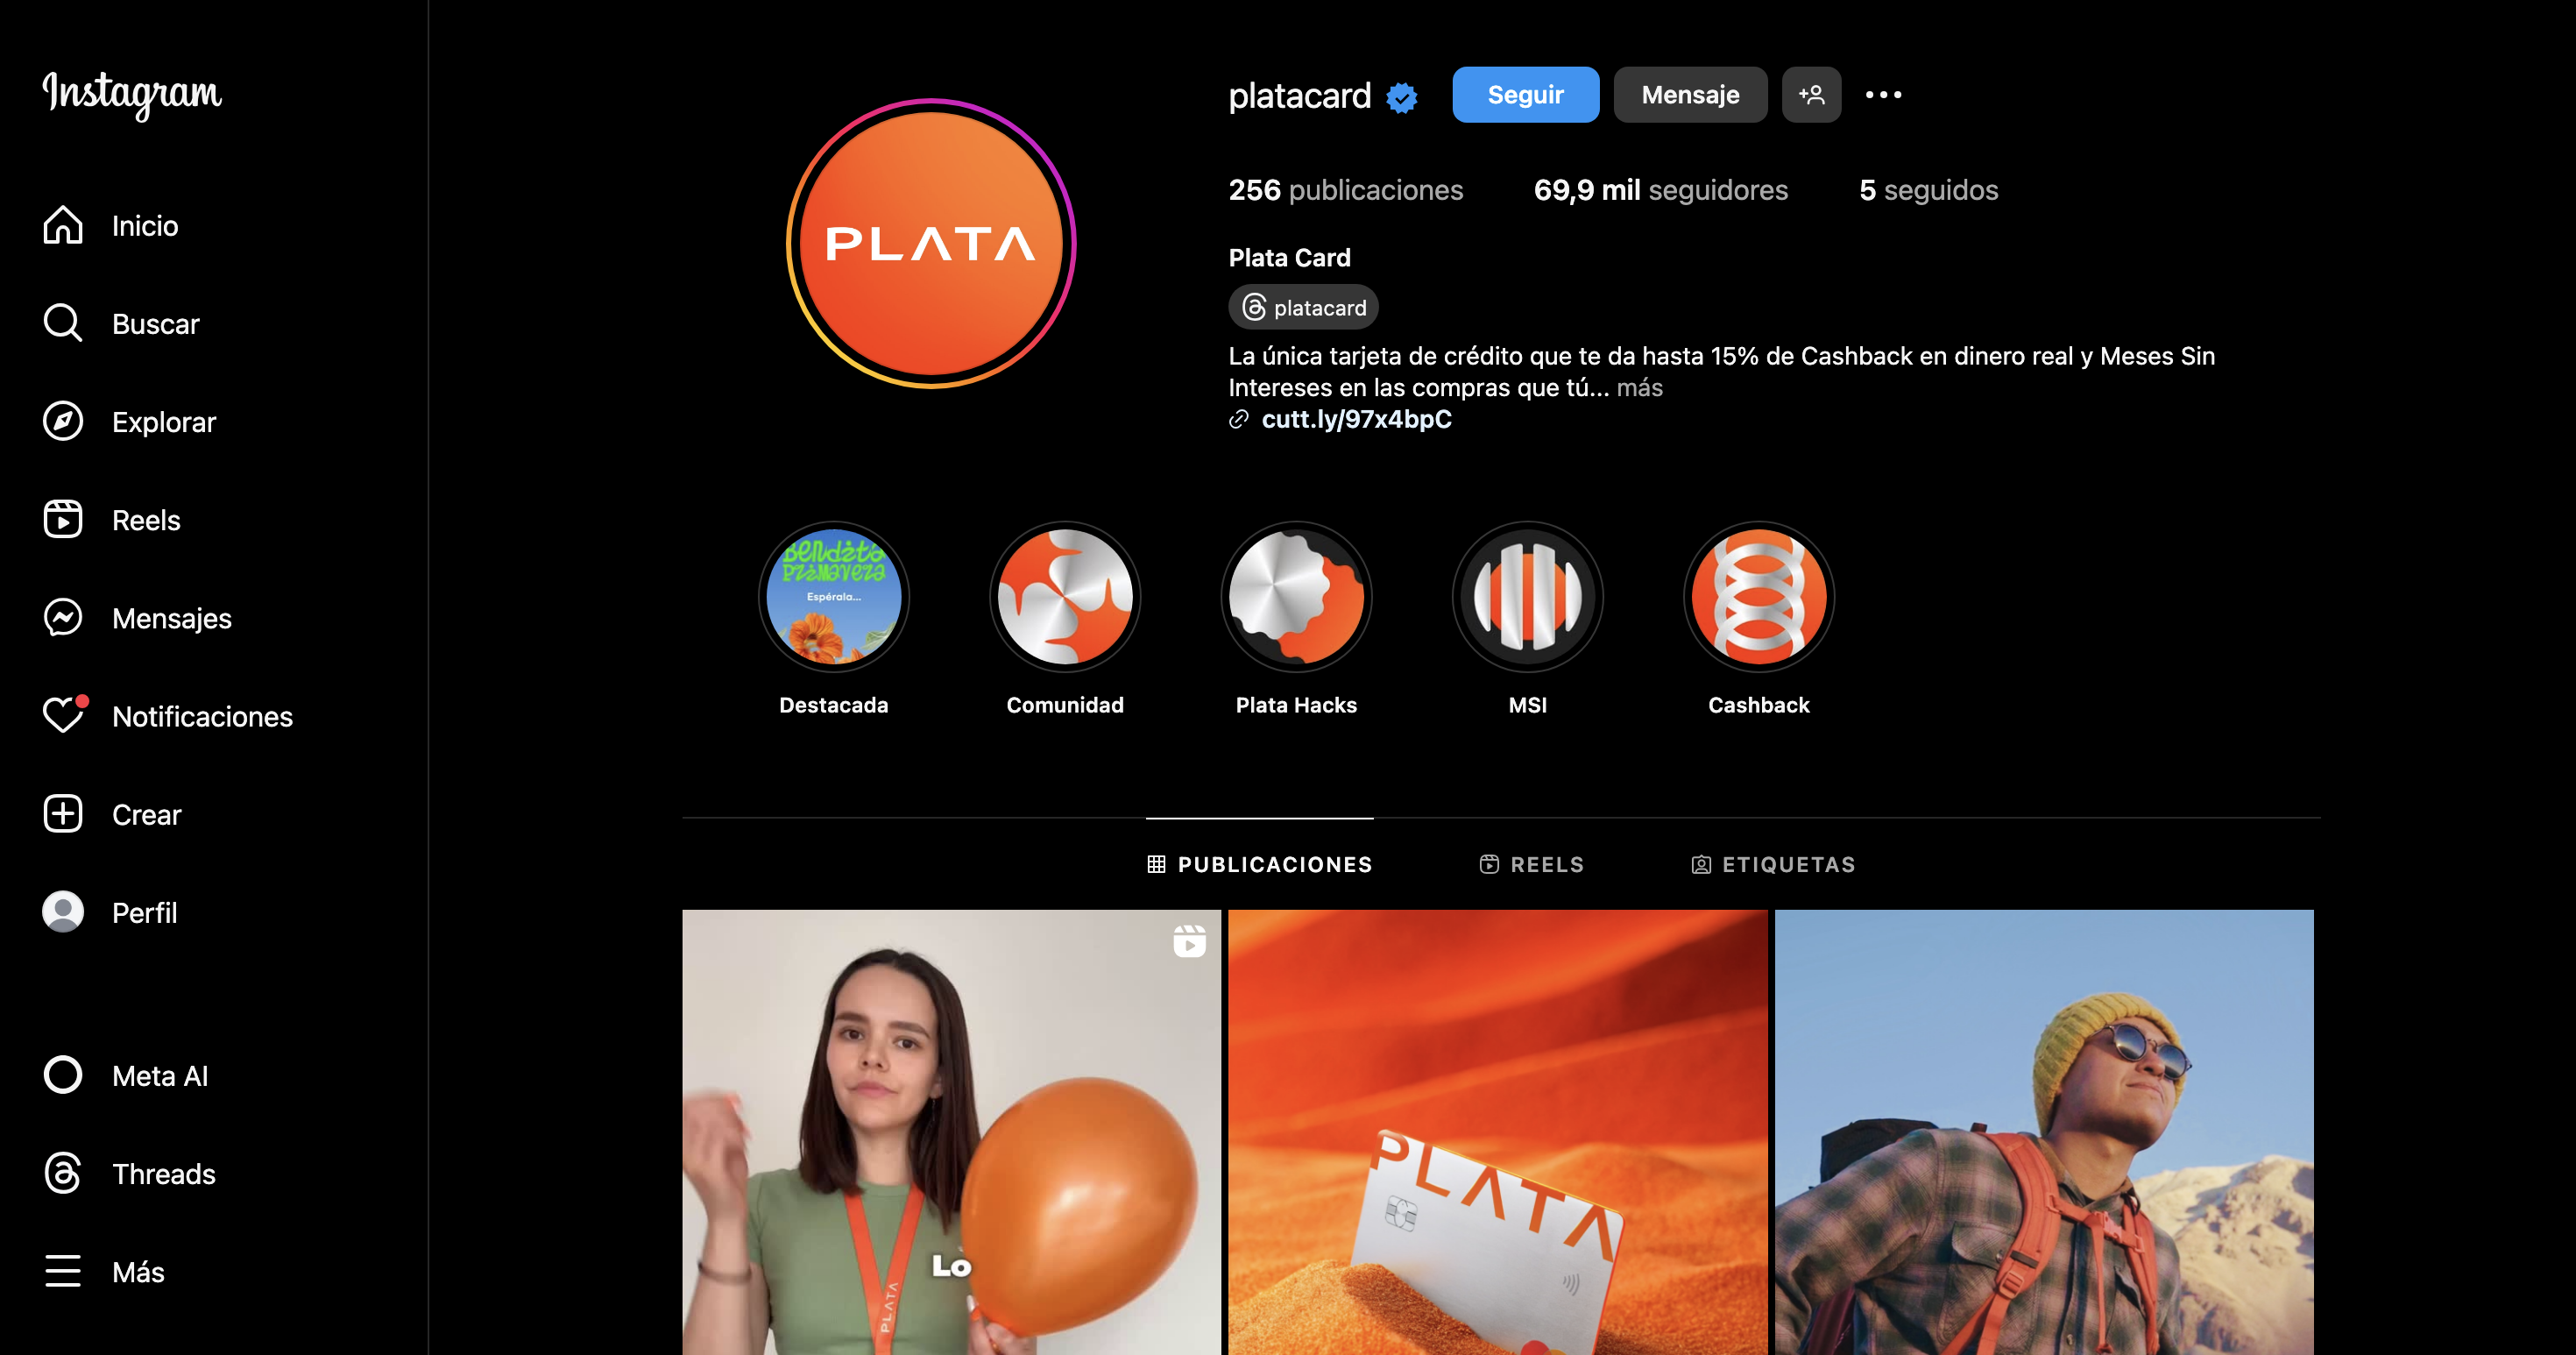 Instagram
Inicio
Buscar
Explorar
Reels
Mensajes
Notificaciones
Crear
Perfil
Meta AI
Threads
Más
PLATA
platacard
Seguir
Mensaje
256 publicaciones
69,9 mil seguidores
5 seguidos
Plata Card
platacard
La única tarjeta de crédito que te da hasta 15% de Cashback en dinero real y Meses Sin
Intereses en las compras que tú... más
cutt.ly/97x4bpC
Bendita
Primavera
Espérala...
Destacada
Comunidad
Plata Hacks
MSI
Cashback
PUBLICACIONES
REELS
ETIQUETAS
Lo
PLATA
PLATA